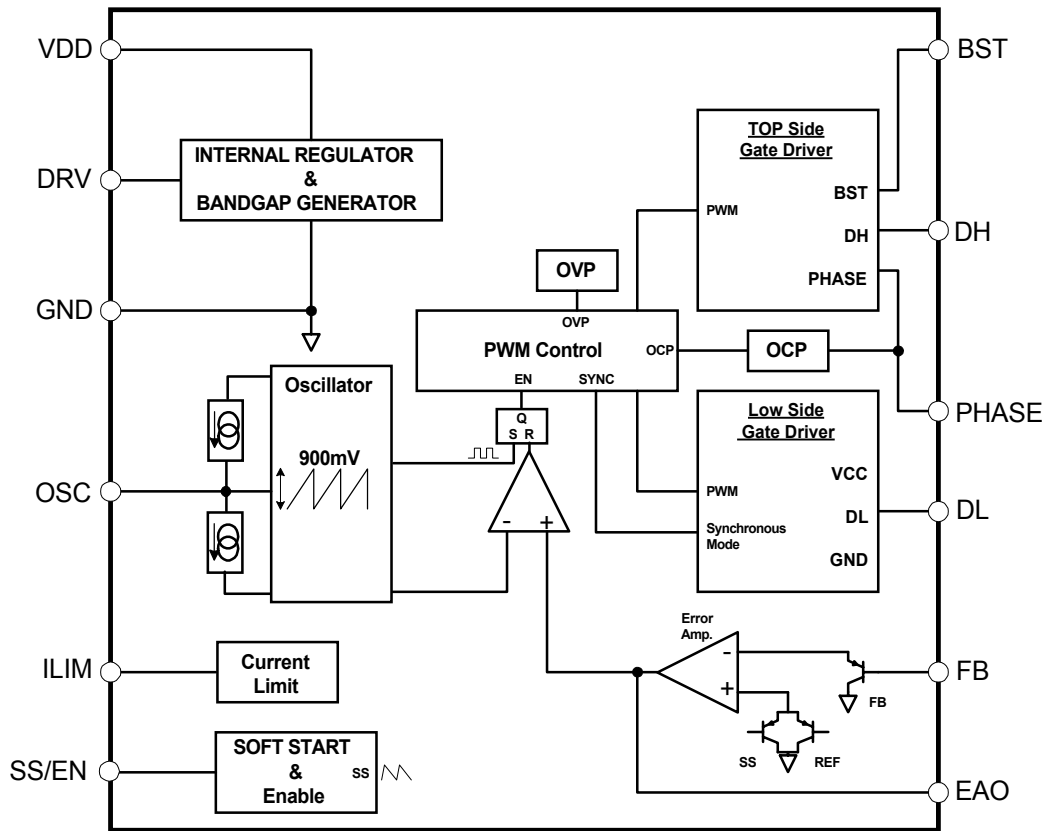 VDD
BST
TOP Side
Gate Driver
INTERNAL REGULATOR
&
BANDGAP GENERATOR
DRV
BST
PWM
DH
DH
OVP
PHASE
GND
OVP
PWM Control
OCP
OCP
EN
SYNC
Oscillator
PHASE
Q
S R
Low Side
Gate Driver
900mV
VCC
OSC
PWM
DL
DL
- +
Synchronous
Mode
GND
Error
Amp.
-
ILIM
Current
Limit
FB
+
FB
SOFT START
&
Enable
SS
SS
REF
SS/EN
EAO